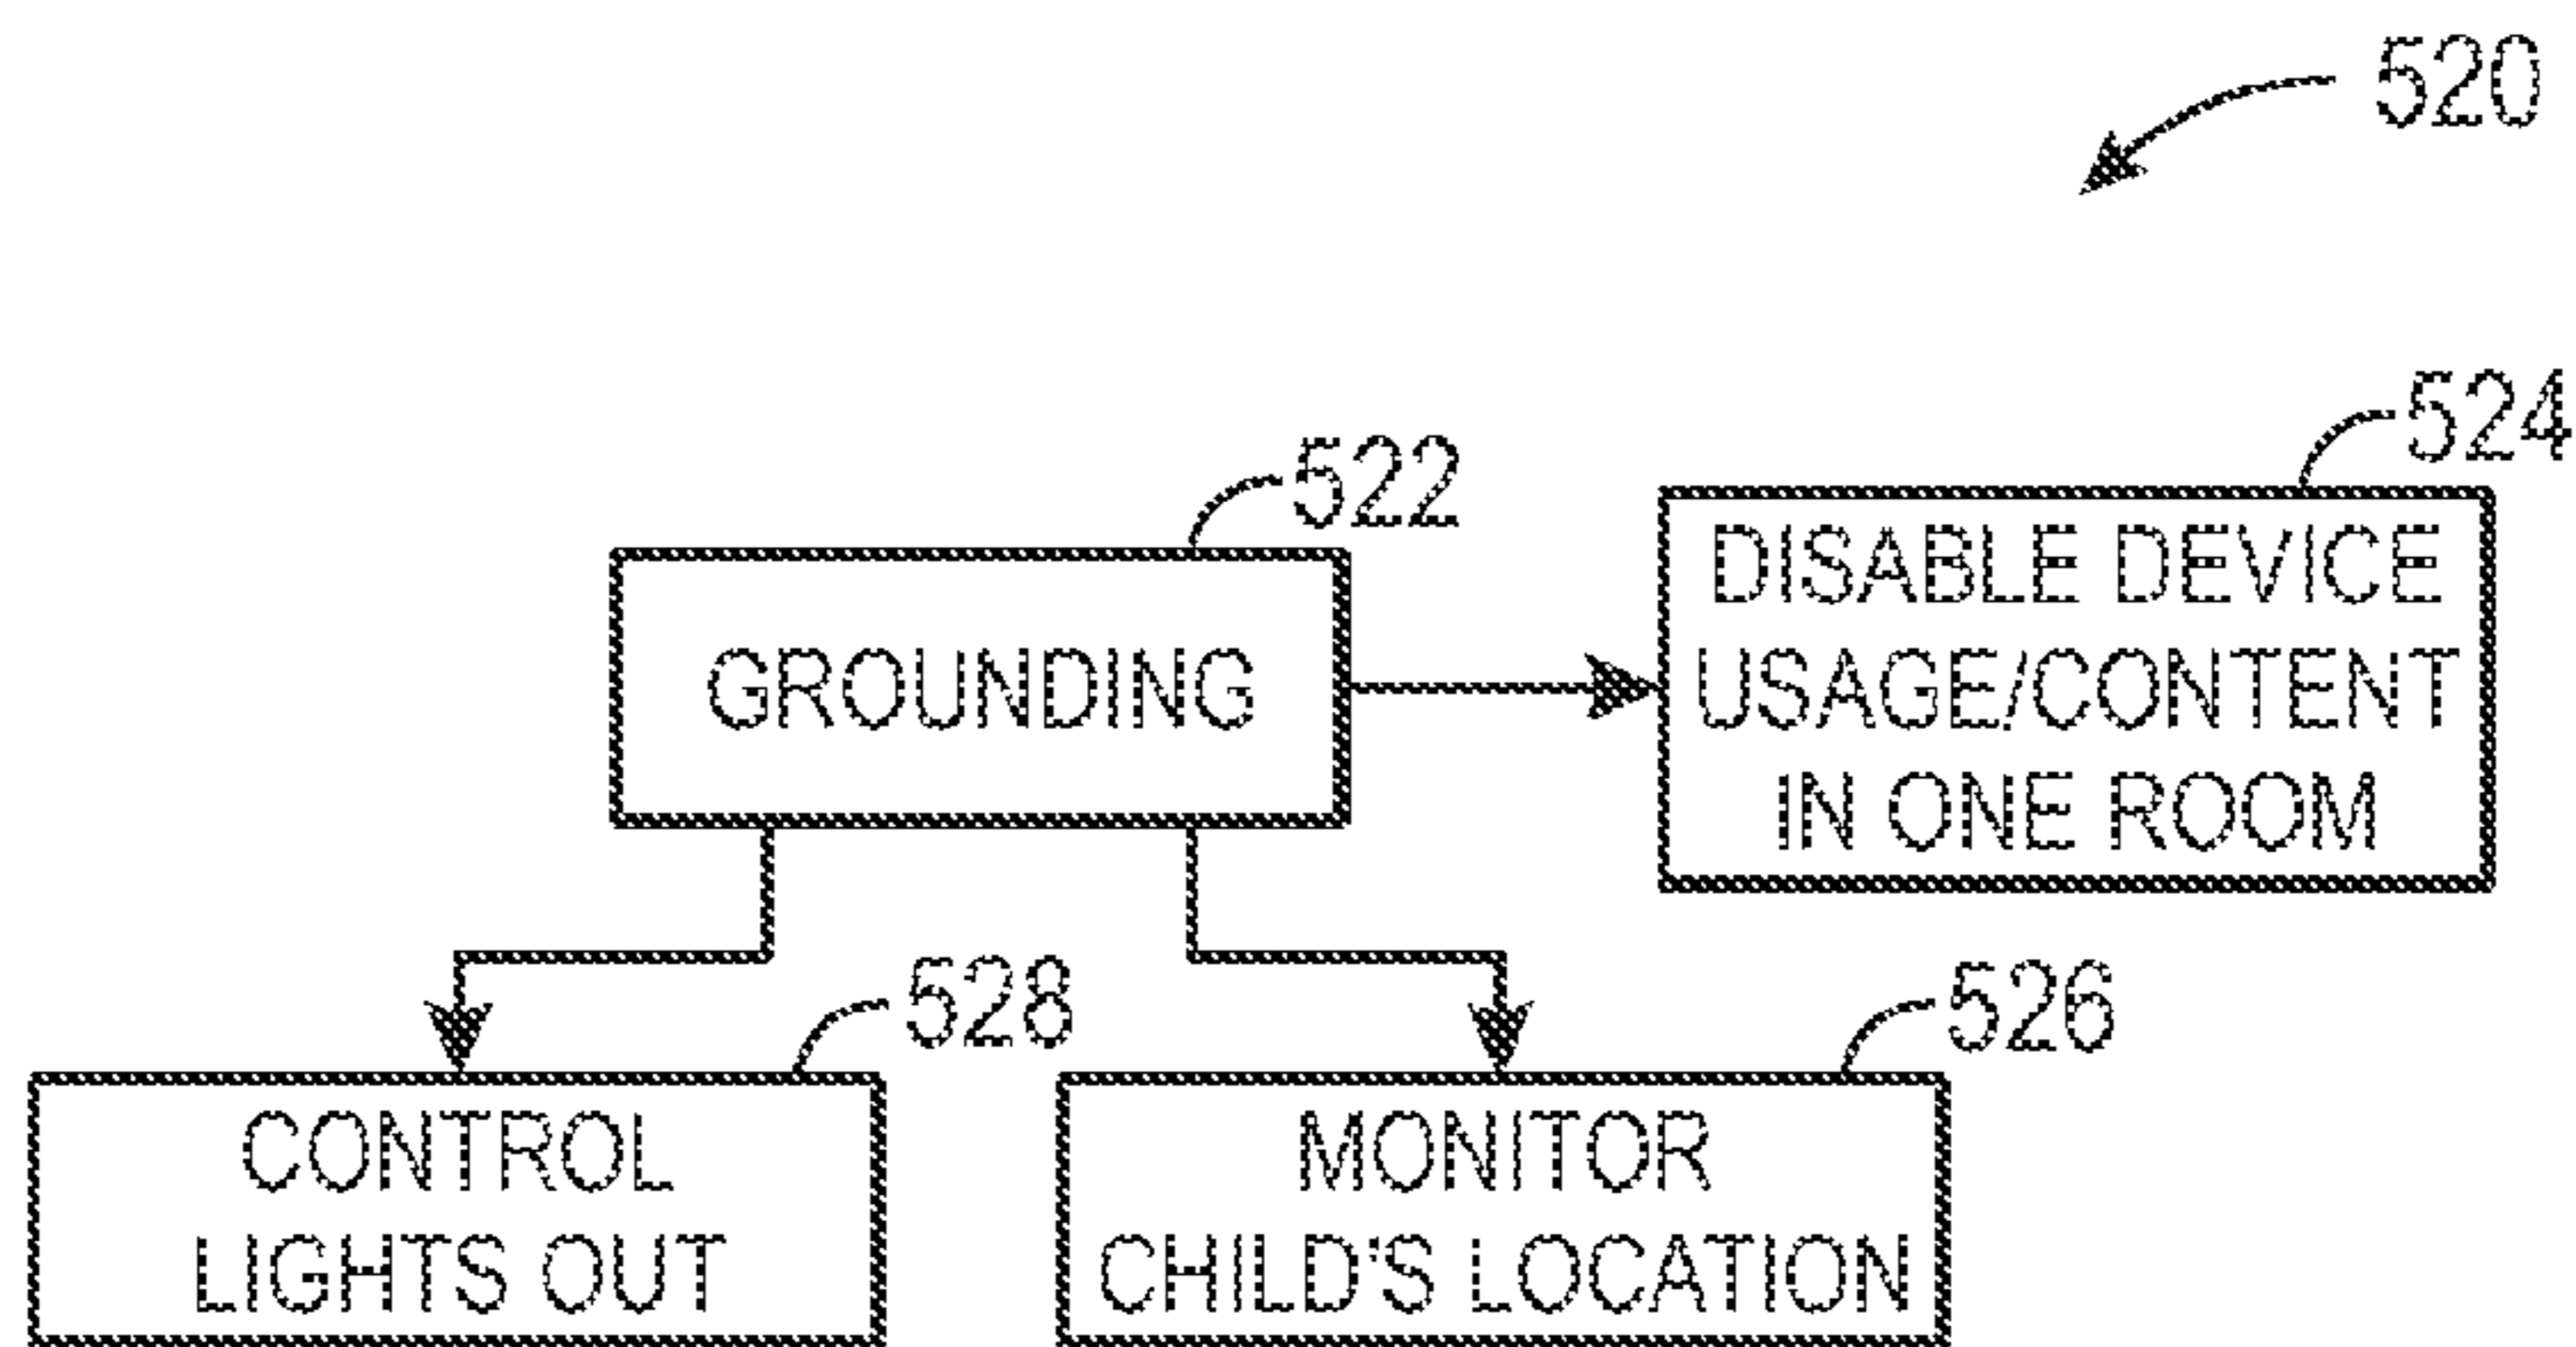 520
524
522
DISABLE DEVICE
USAGE/CONTENT
IN ONE ROOM
GROUNDING
528
526
CONTROL
LIGHTS OUT
MONITOR
CHILD'S LOCATION